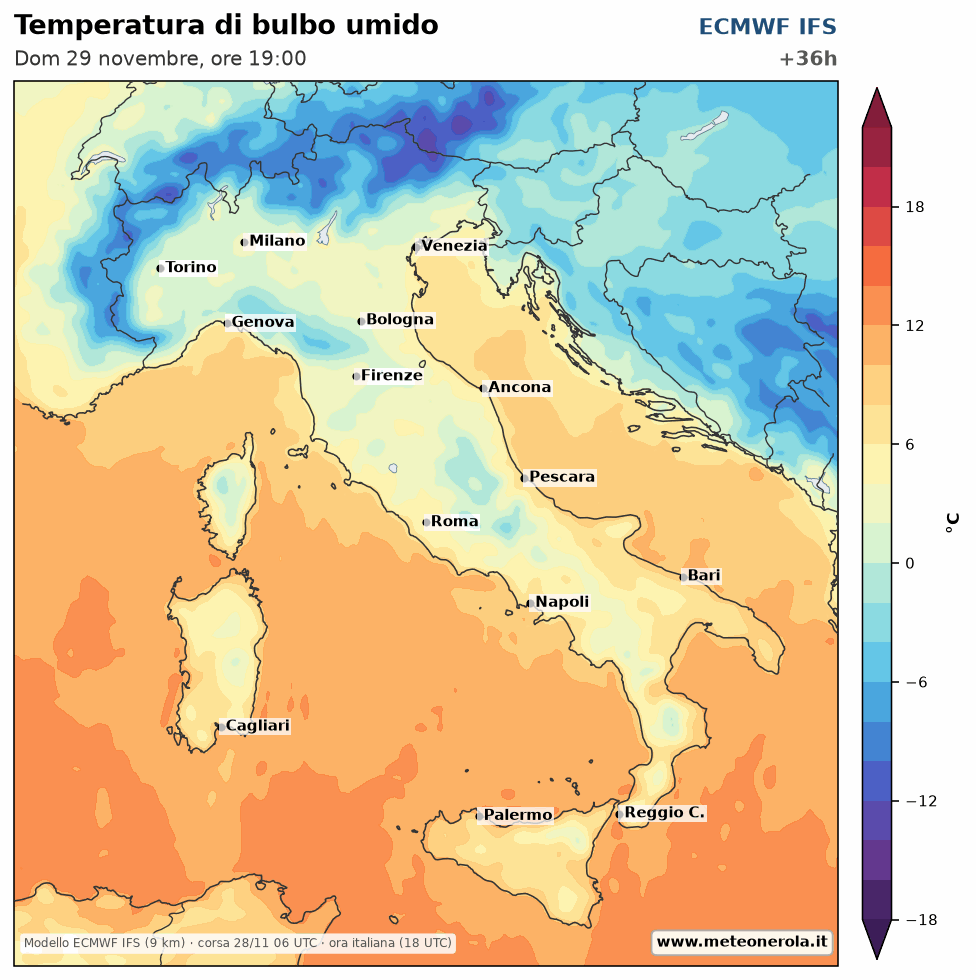 Temperatura di bulbo umido
ECMWF IFS
Dom 29 novembre, ore 19:00
+36h
Milano
Venezia
Torino
Genova
Bologna
Firenze
Ancona
Pescara
Roma
Bari
Napoli
Cagliari
Palermo
Reggio C.
18
12
6
0
−6
−12
−18
°C
Modello ECMWF IFS (9 km) · corsa 28/11 06 UTC · ora italiana (18 UTC)
www.meteonerola.it